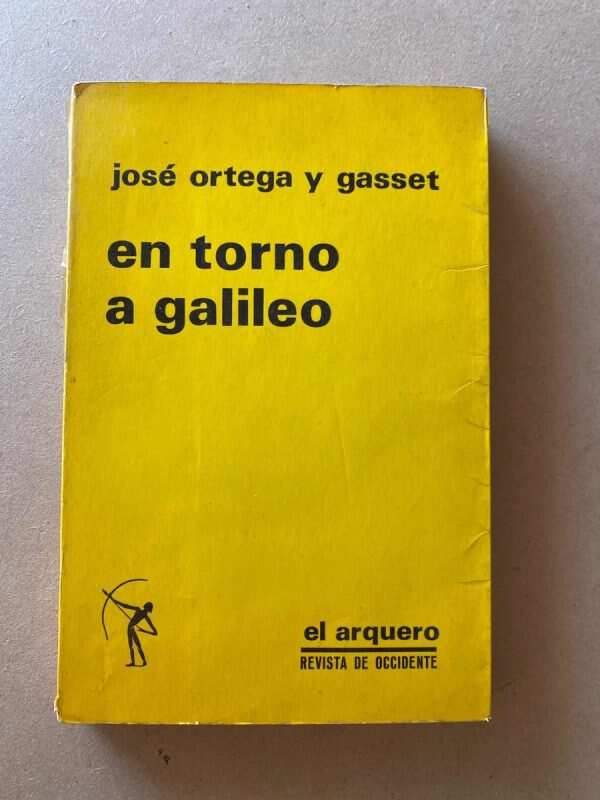 josé ortega y gasset
en torno
a galileo
el arquero
REVISTA DE OCCIDENTE